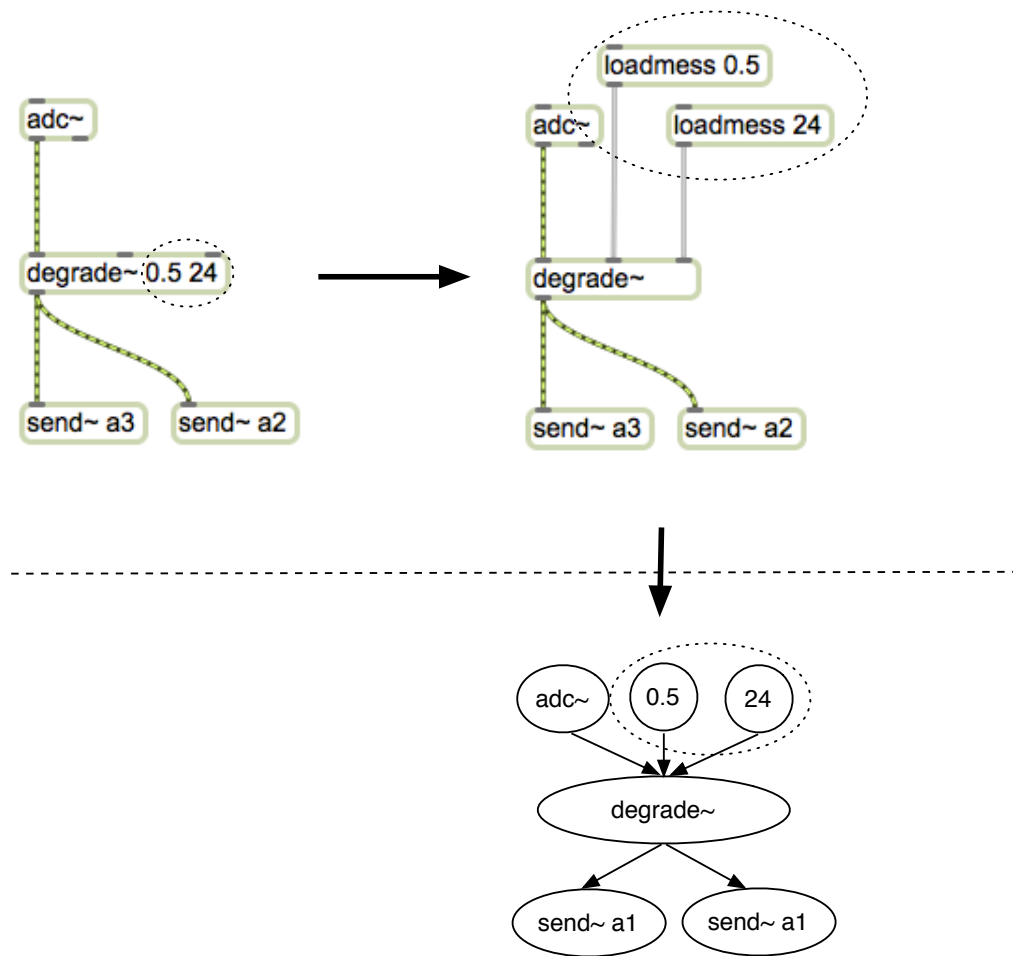 adc~
degrade~ 0.5 24
send~ a3
send~ a2
loadmess 0.5
adc~
loadmess 24
degrade~
send~ a3
send~ a2
adc~
0.5
24
degrade~
send~ a1
send~ a1